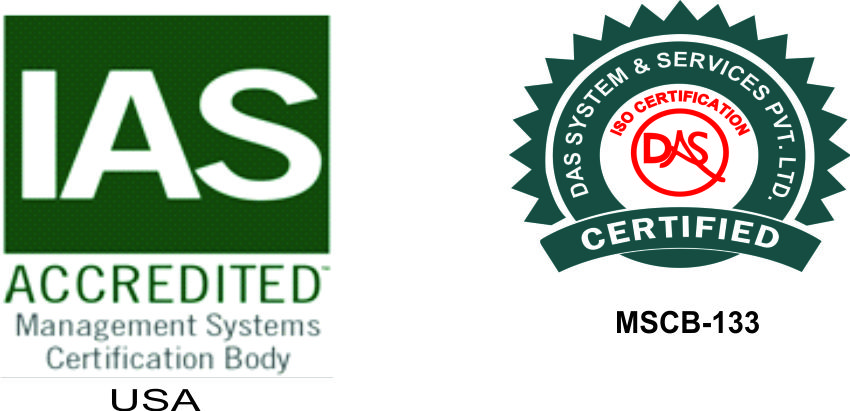 IAS
ACCREDITED™
Management Systems
Certification Body
USA
DAS SYSTEM & SERVICES PVT. LTD.
ISO CERTIFICATION
DAS
CERTIFIED
MSCB-133